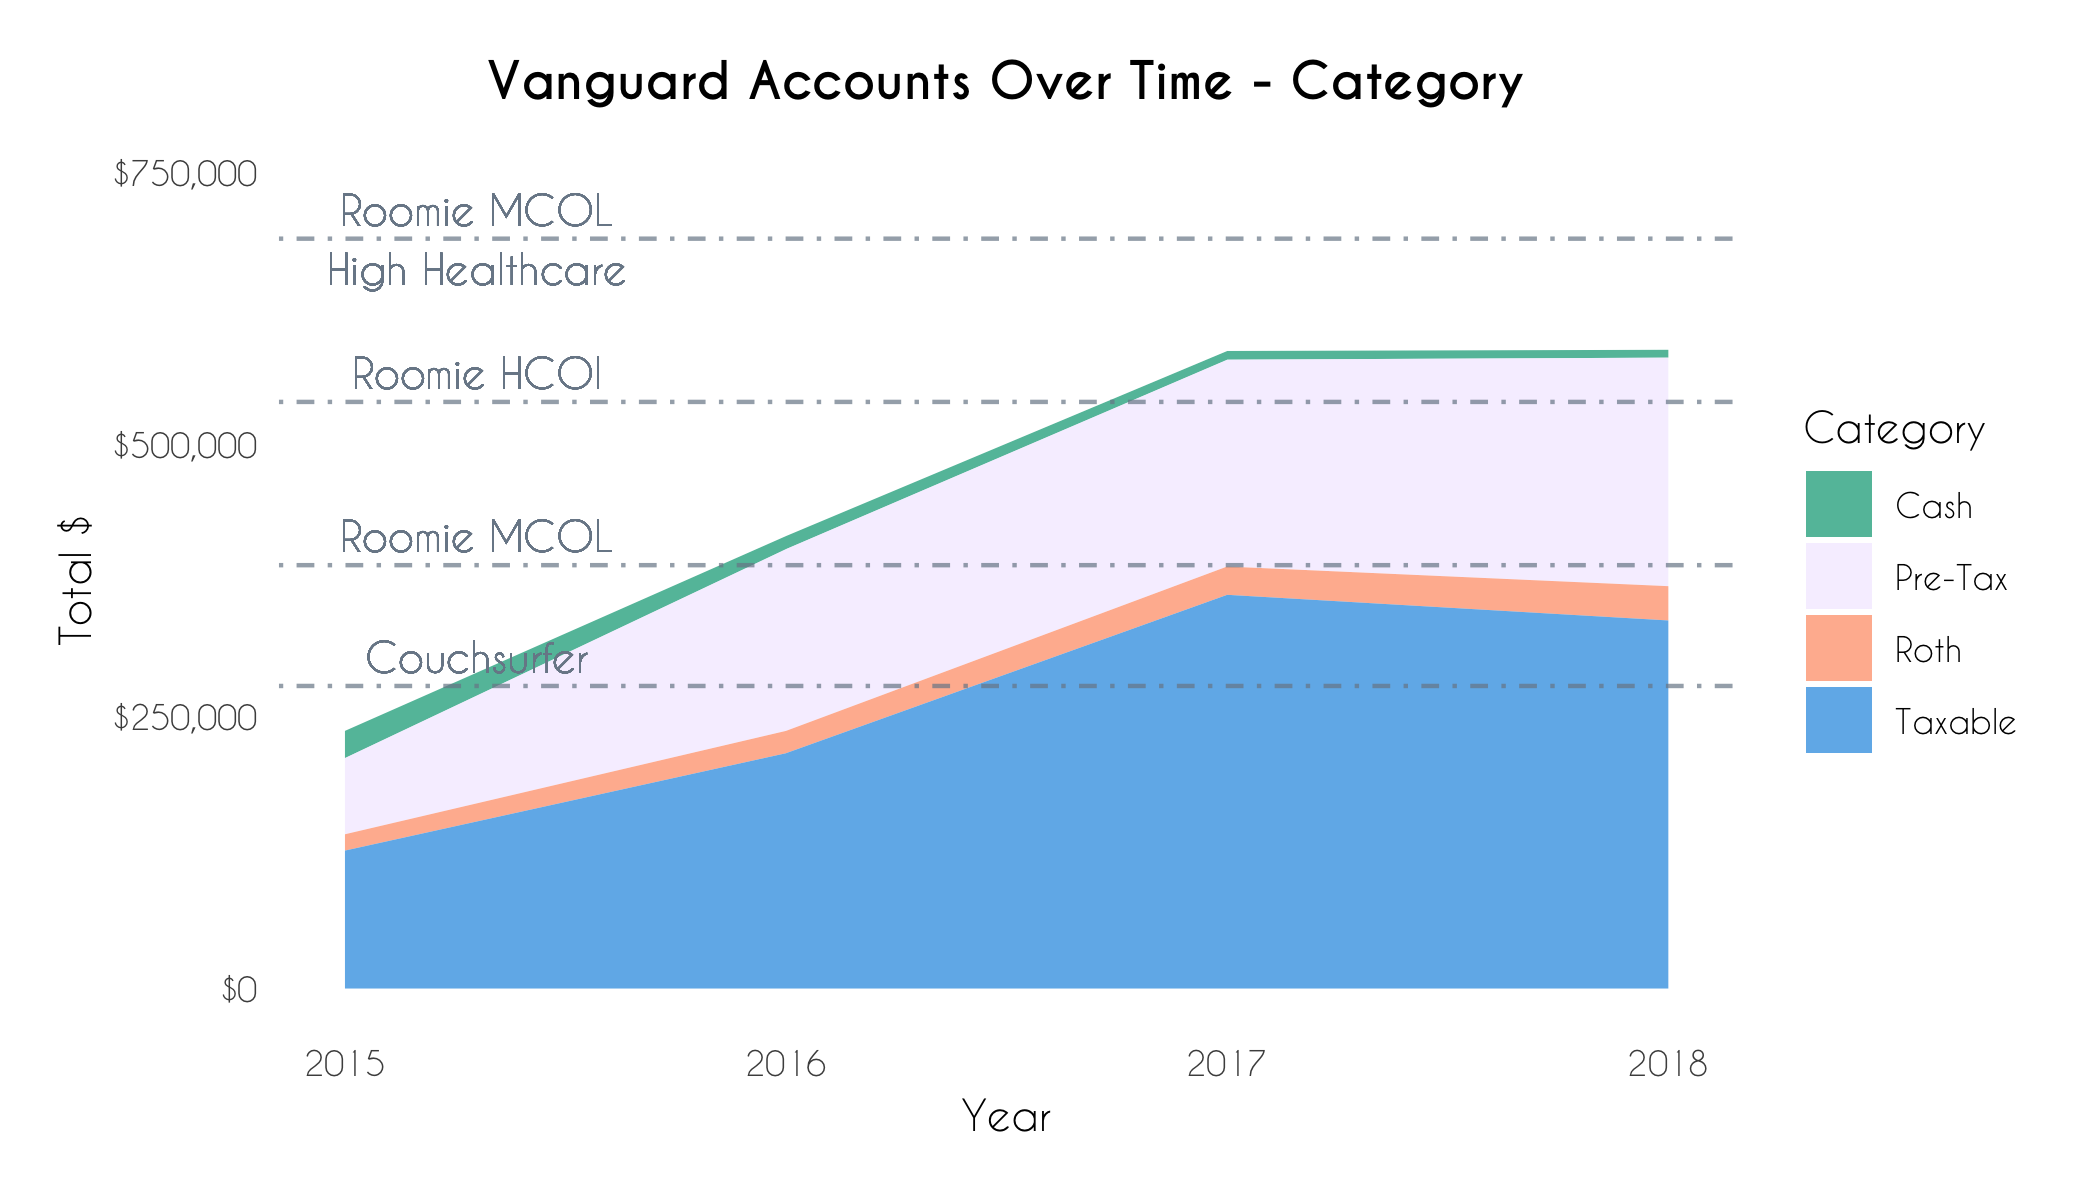 Vanguard Accounts Over Time - Category
$750,000
Roomie MCOL
High Healthcare
Roomie HCOl
$500,000
Roomie MCOL
Couchsurfer
$250,000
$0
Total $
2015 2016 2017 2018
Year
Category
Cash
Pre-Tax
Roth
Taxable